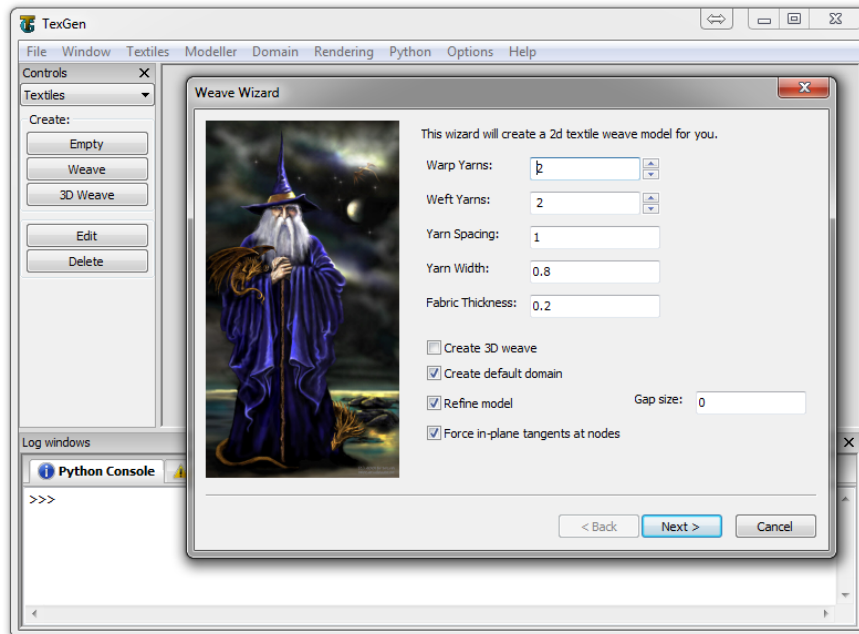 TexGen
File Window Textiles Modeller Domain Rendering Python Options Help
Controls
Textiles
Create:
Empty
Weave
3D Weave
Edit
Delete
Weave Wizard
This wizard will create a 2d textile weave model for you.
Warp Yarns: 2
Weft Yarns: 2
Yarn Spacing: 1
Yarn Width: 0.8
Fabric Thickness: 0.2
Create 3D weave
Create default domain
Refine model Gap size: 0
Force in-plane tangents at nodes
< Back Next > Cancel
Log windows
Python Console
>>>